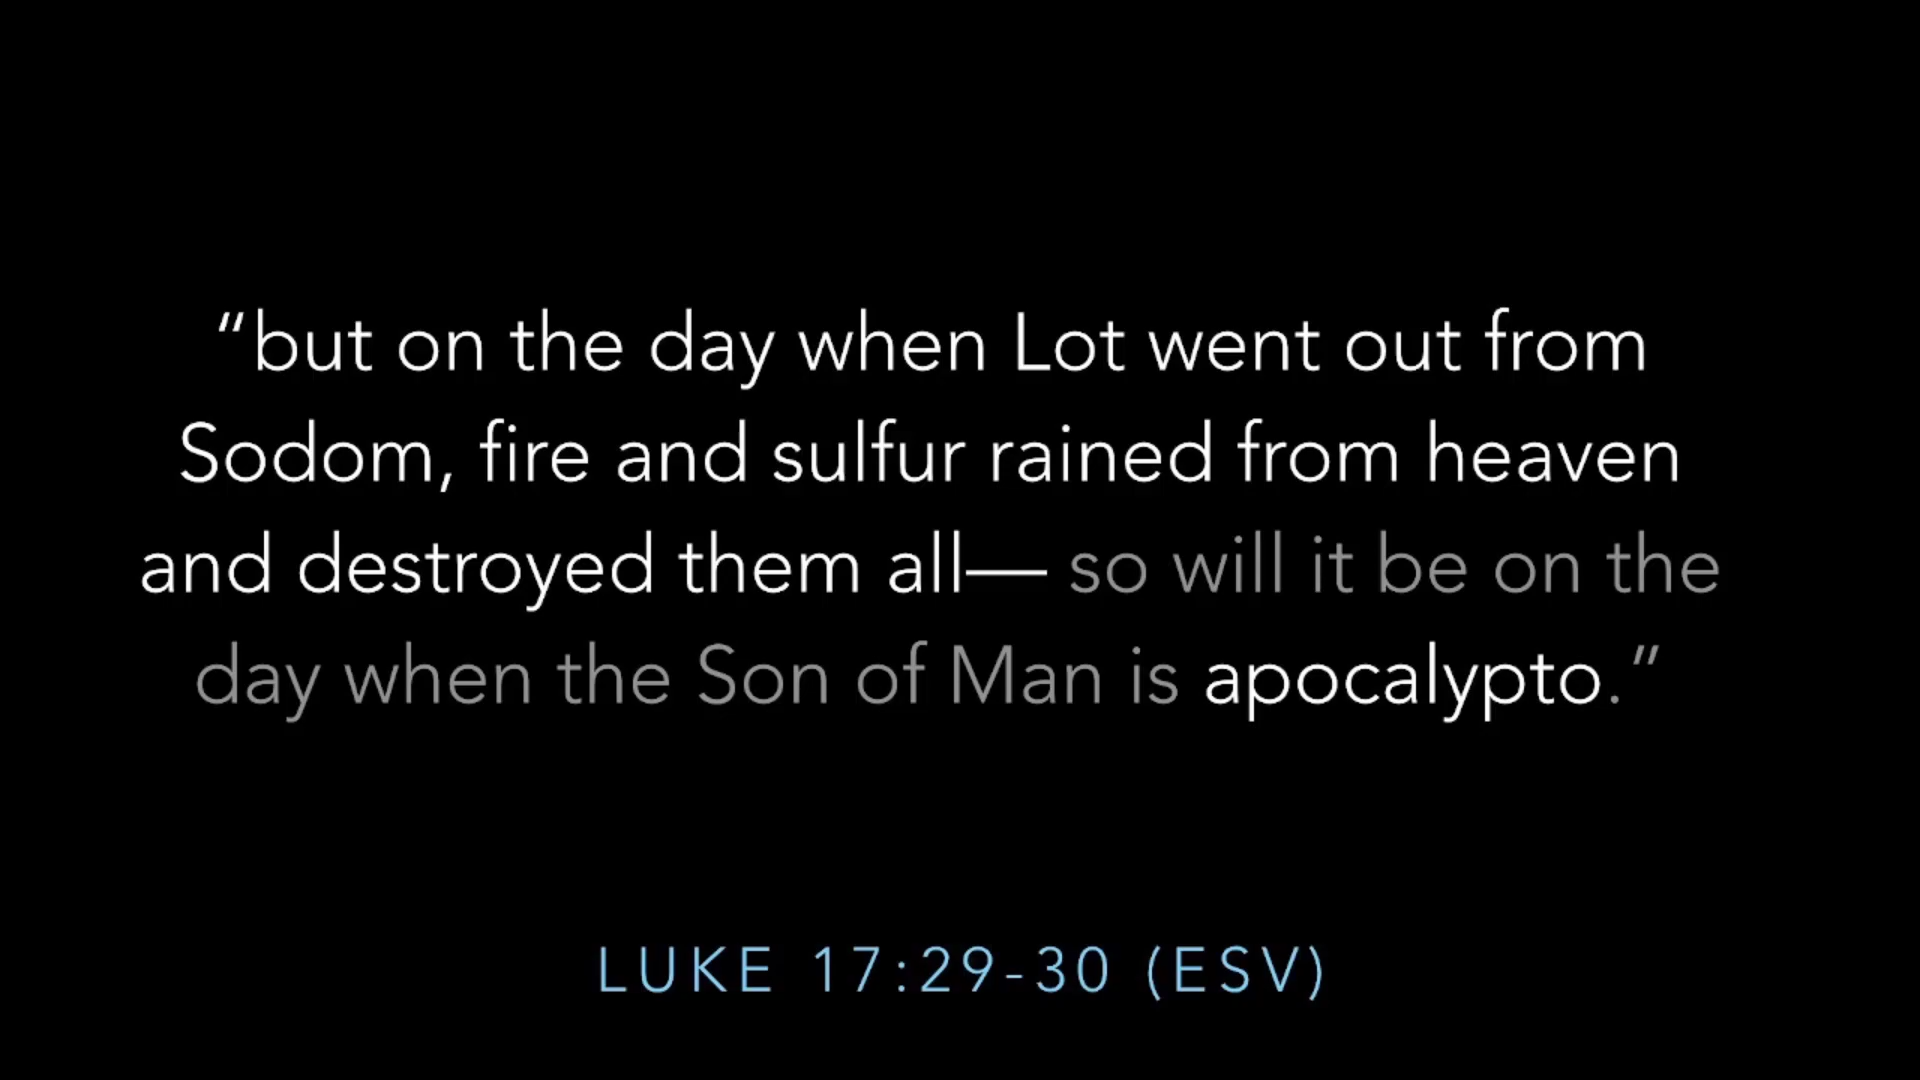 “but on the day when Lot went out from
Sodom, fire and sulfur rained from heaven
and destroyed them all— so will it be on the
day when the Son of Man is apocalypto.”
LUKE 17:29-30 (ESV)